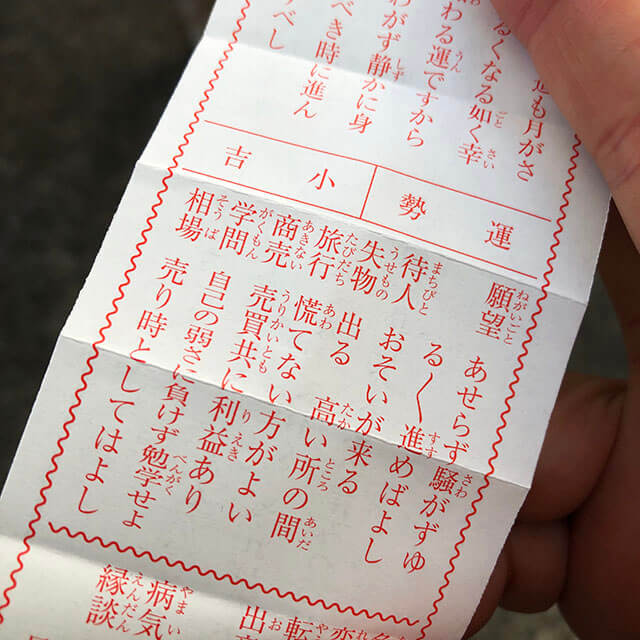 も月がさ
るくなる如く幸
わる運ですから
わがず静かに身
べき時に進ん
べし
運勢 小吉
願望 あせらず騒がずゆ
る〱進めばよし
待人 おそいが来る
失物 出る 高い所の間
旅行 慌てない方がよい
商売 売買共に利益あり
学問 自己の弱さに負けず勉学せよ
相場 売り時としてはよし
転
出
病気
縁談